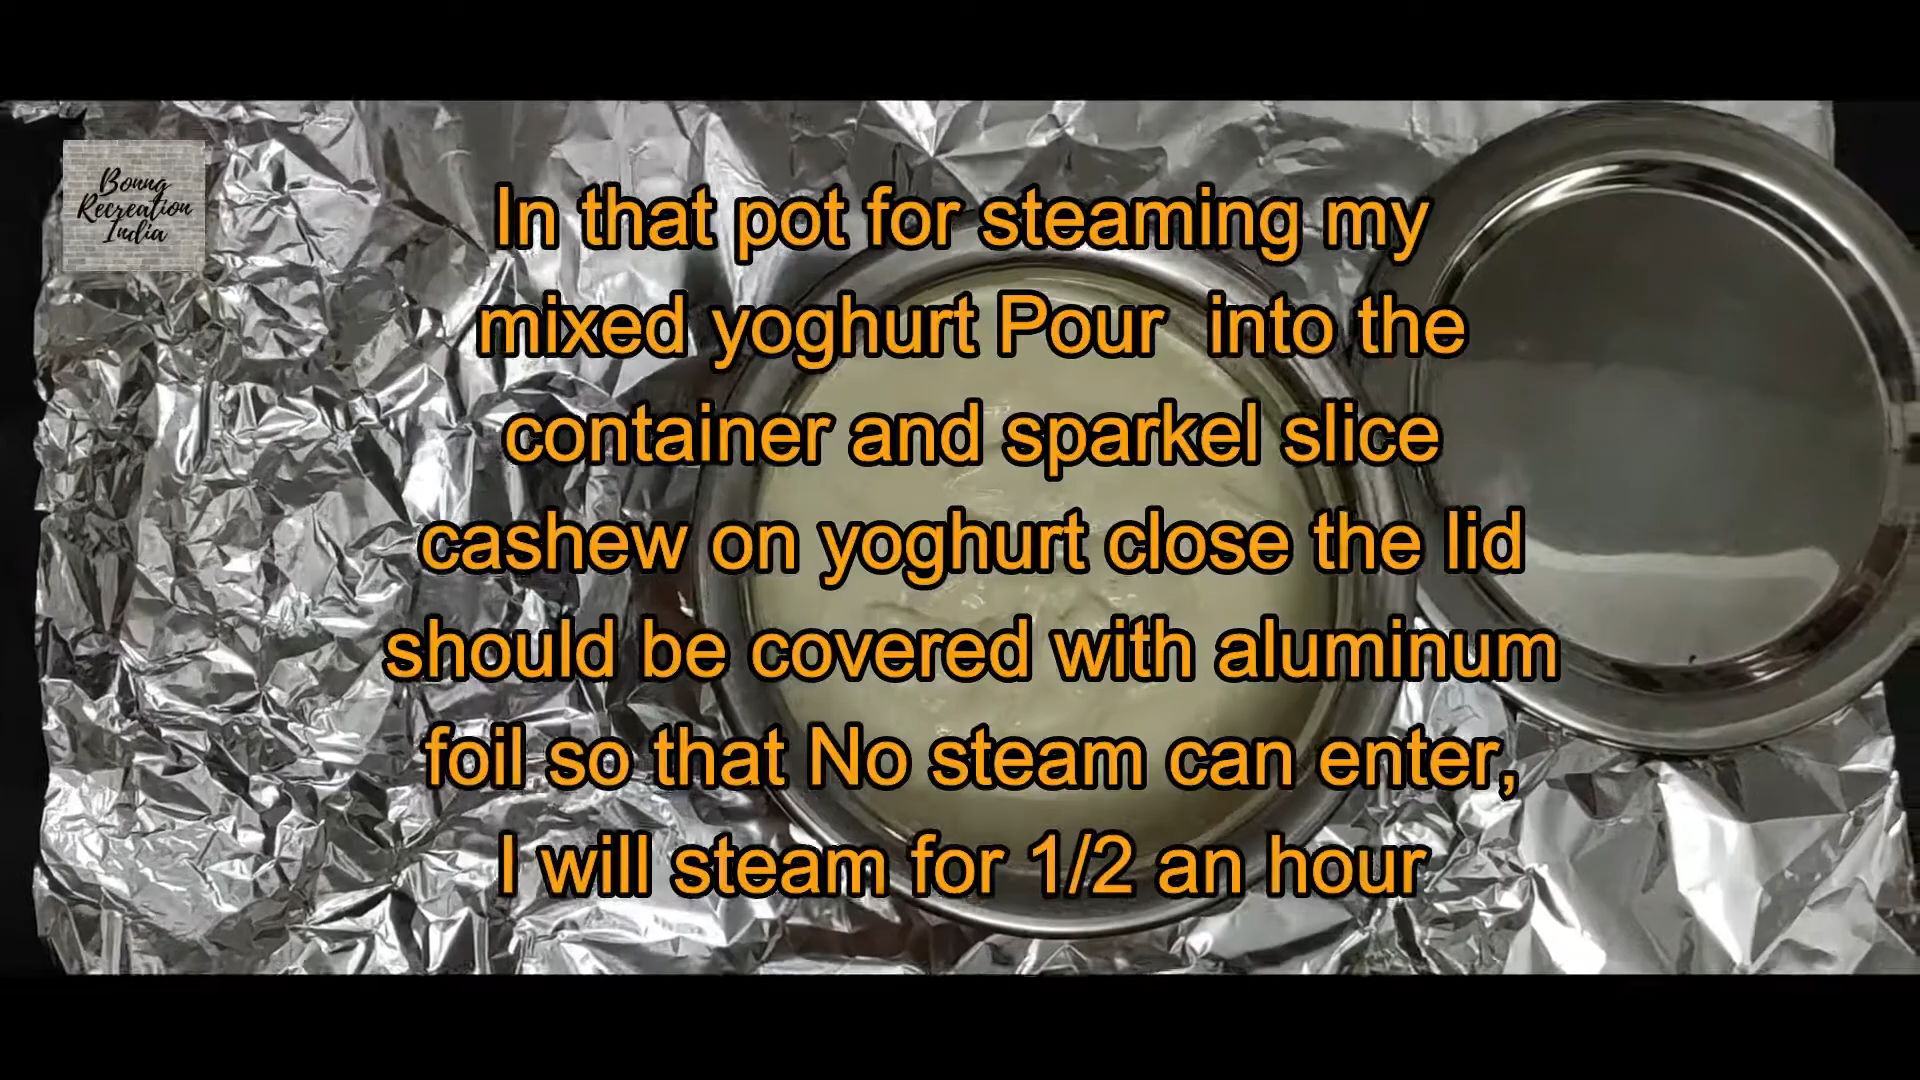 Bonng
Recreation
India
In that pot for steaming my
mixed yoghurt Pour  into the
container and sparkel slice
cashew on yoghurt close the lid
should be covered with aluminum
foil so that No steam can enter,
I will steam for 1/2 an hour